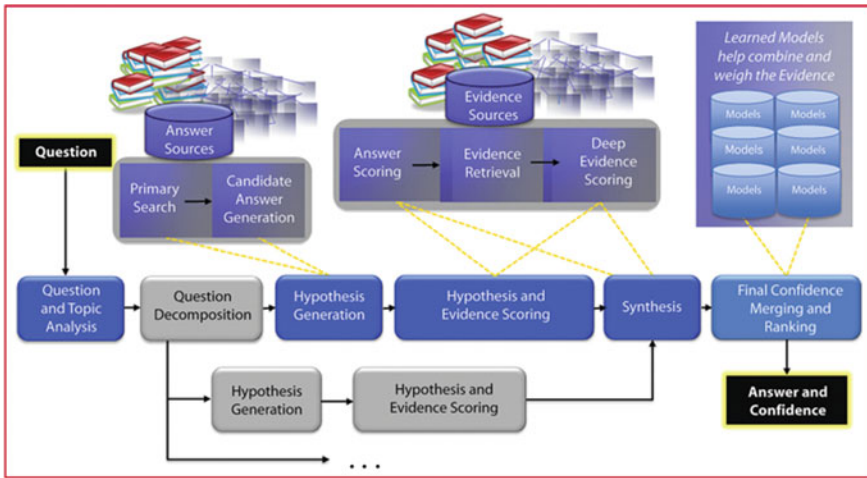 Learned Models
help combine and
weigh the Evidence
Models
Models
Models
Models
Models
Models
Answer
Sources
Evidence
Sources
Question
Primary
Search
Candidate
Answer
Generation
Answer
Scoring
Evidence
Retrieval
Deep
Evidence
Scoring
Question
and Topic
Analysis
Question
Decomposition
Hypothesis
Generation
Hypothesis and
Evidence Scoring
Synthesis
Final Confidence
Merging and
Ranking
Hypothesis
Generation
Hypothesis and
Evidence Scoring
Answer and
Confidence
. . .